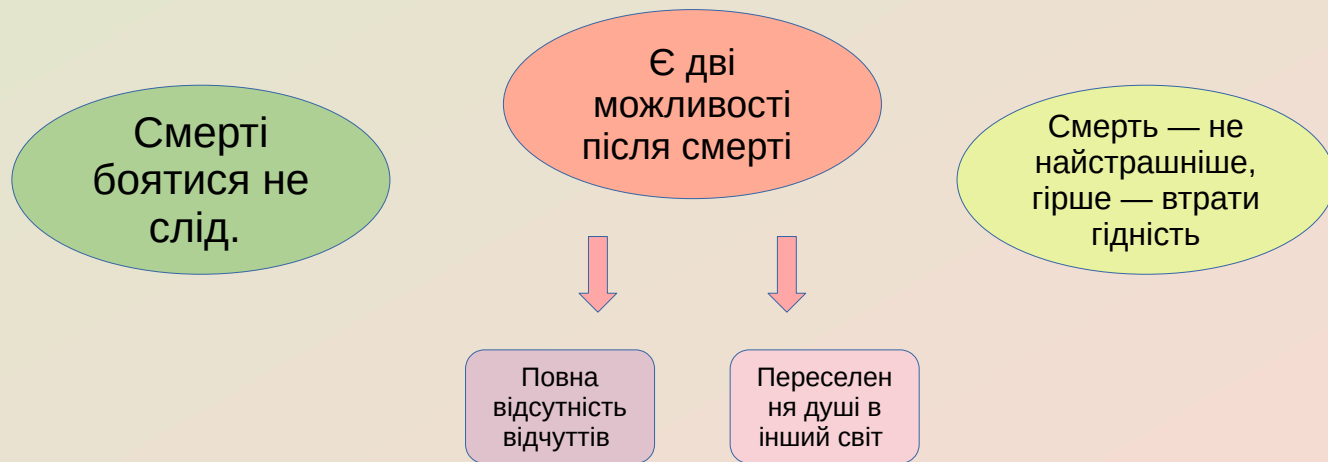 Смерті
боятися не
слід.
Є дві
можливості
після смерті
Смерть — не
найстрашніше,
гірше — втрати
гідність
Повна
відсутність
відчуттів
Переселен
ня душі в
інший світ